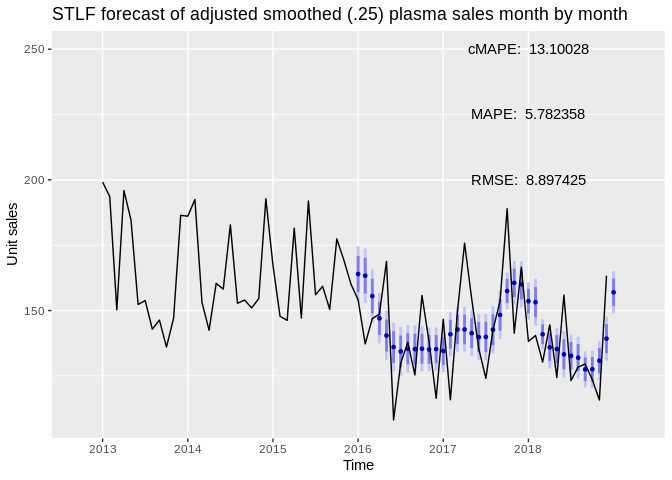 STLF forecast of adjusted smoothed (.25) plasma sales month by month
250
cMAPE: 13.10028
MAPE: 5.782358
200
RMSE: 8.897425
Unit sales
150
2013 2014 2015 2016 2017 2018
Time